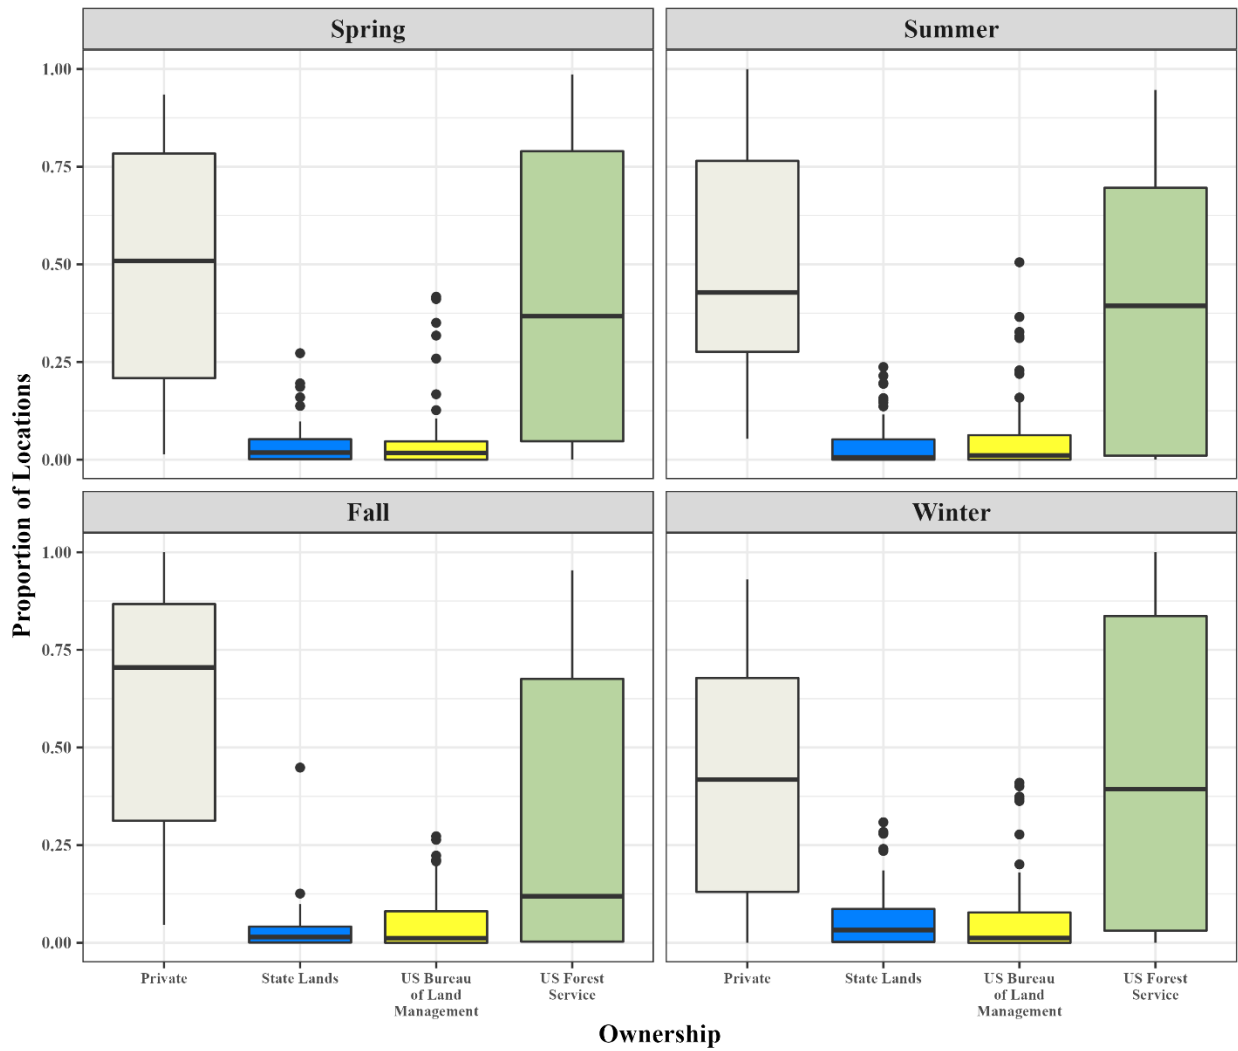 Spring
Summer
1.00
0.75
0.50
0.25
0.00
Fall
Winter
1.00
0.75
0.50
0.25
0.00
Proportion of Locations
Private
State Lands
US Bureau
of Land
Management
US Forest
Service
Private
State Lands
US Bureau
of Land
Management
US Forest
Service
Ownership